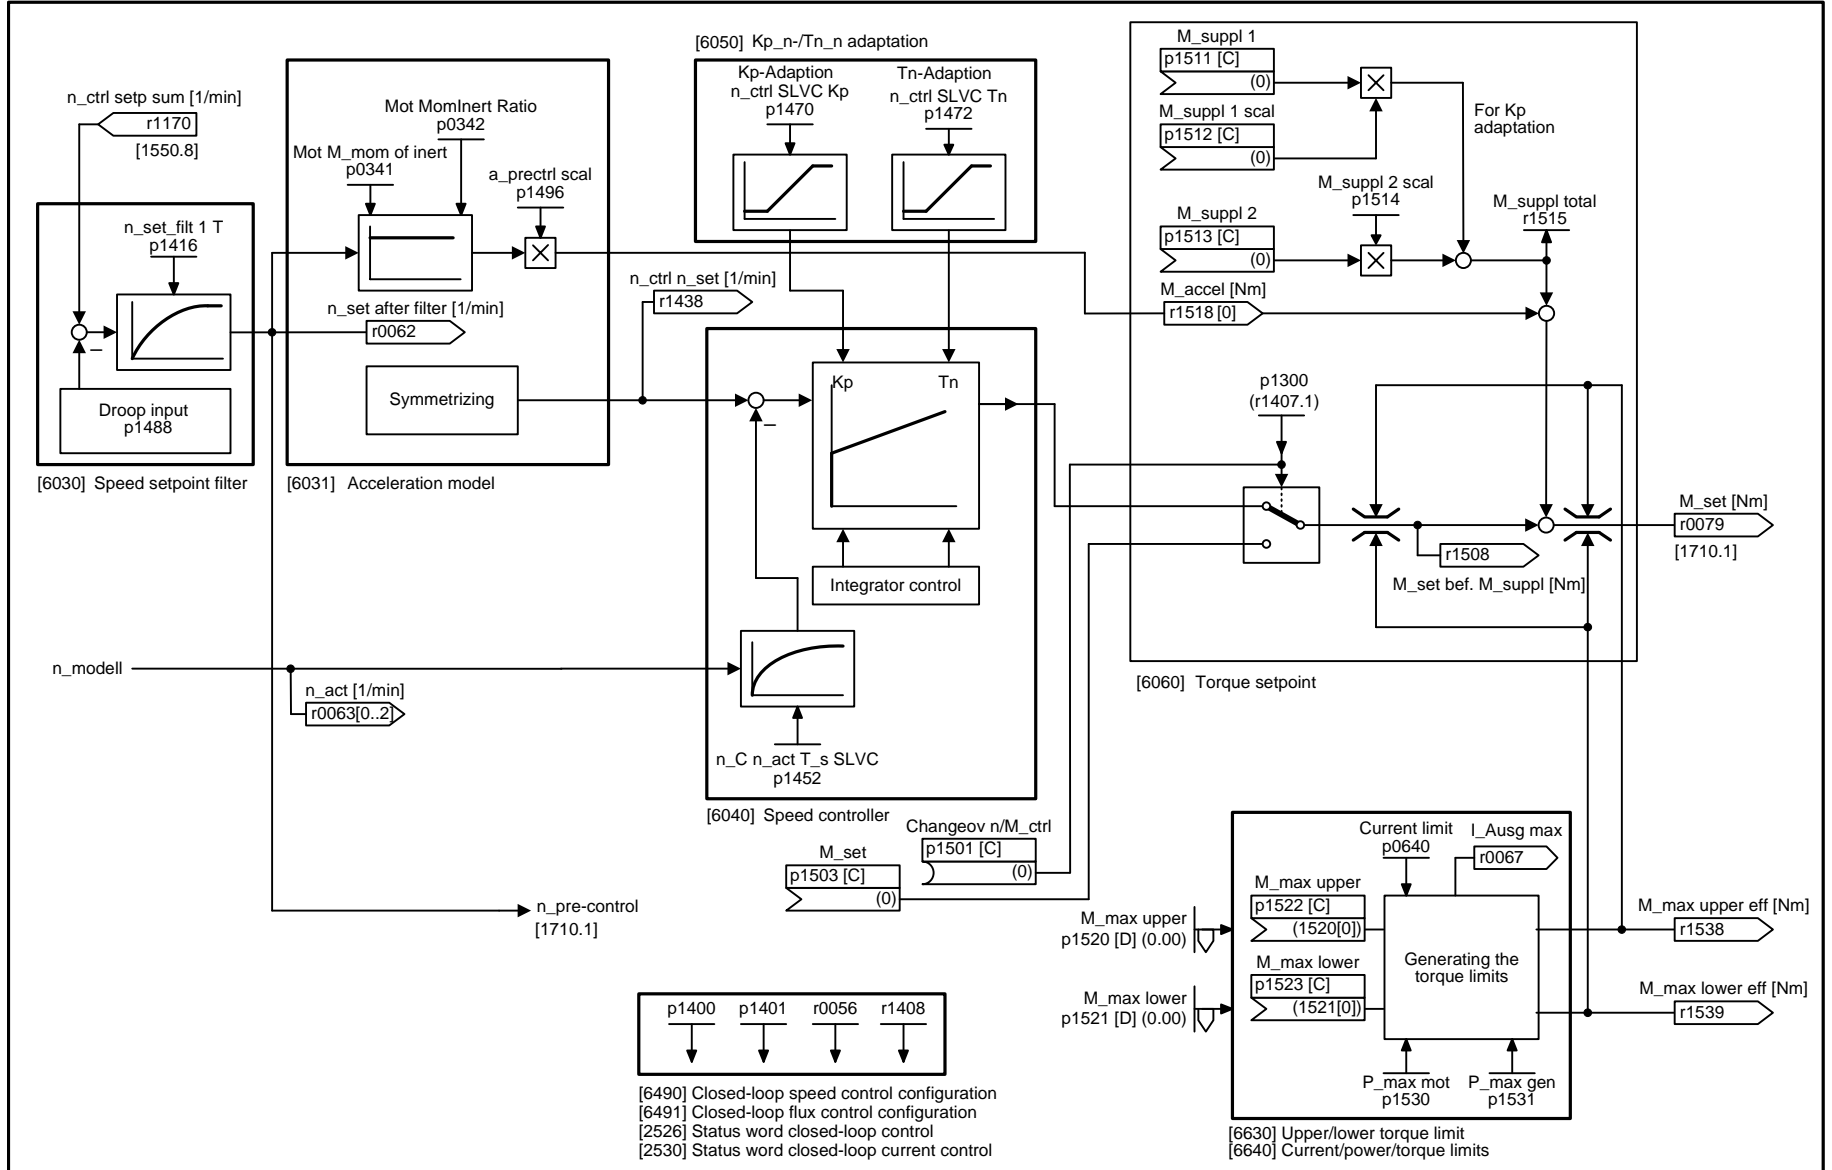 n_ctrl setp sum [1/min]
r1170
[1550.8]
n_set_filt 1 T
p1416
Droop input
p1488
[6030] Speed setpoint filter
Mot MomInert Ratio
p0342
Mot M_mom of inert
p0341
a_prectrl scal
p1496
n_set after filter [1/min]
r0062
Symmetrizing
[6031] Acceleration model
[6050] Kp_n-/Tn_n adaptation
Kp-Adaption
n_ctrl SLVC Kp
p1470
Tn-Adaption
n_ctrl SLVC Tn
p1472
n_ctrl n_set [1/min]
r1438
–
–
Kp
Tn
Integrator control
n_C n_act T_s SLVC
p1452
[6040] Speed controller
n_modell
n_act [1/min]
r0063[0..2]
n_pre-control
[1710.1]
M_set
p1503 [C]
(0)
Changeov n/M_ctrl
p1501 [C]
(0)
M_suppl 1
p1511 [C]
(0)
M_suppl 1 scal
p1512 [C]
(0)
For Kp
adaptation
M_suppl 2 scal
p1514
M_suppl 2
p1513 [C]
(0)
M_suppl total
r1515
M_accel [Nm]
r1518 [0]
p1300
(r1407.1)
r1508
M_set bef. M_suppl [Nm]
M_set [Nm]
r0079
[1710.1]
[6060] Torque setpoint
Current limit
p0640
I_Ausg max
r0067
M_max upper
p1522 [C]
(1520[0])
M_max upper
p1520 [D] (0.00)
M_max lower
p1523 [C]
(1521[0])
M_max lower
p1521 [D] (0.00)
Generating the
torque limits
M_max upper eff [Nm]
r1538
M_max lower eff [Nm]
r1539
P_max mot
p1530
P_max gen
p1531
[6630] Upper/lower torque limit
[6640] Current/power/torque limits
p1400
p1401
r0056
r1408
[6490] Closed-loop speed control configuration
[6491] Closed-loop flux control configuration
[2526] Status word closed-loop control
[2530] Status word closed-loop current control